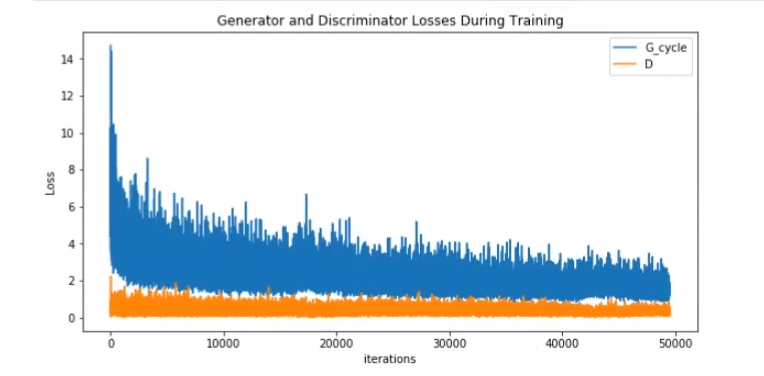 Generator and Discriminator Losses During Training
G_cycle
D
14
12
10
8
6
4
2
0
Loss
0 10000 20000 30000 40000 50000
iterations